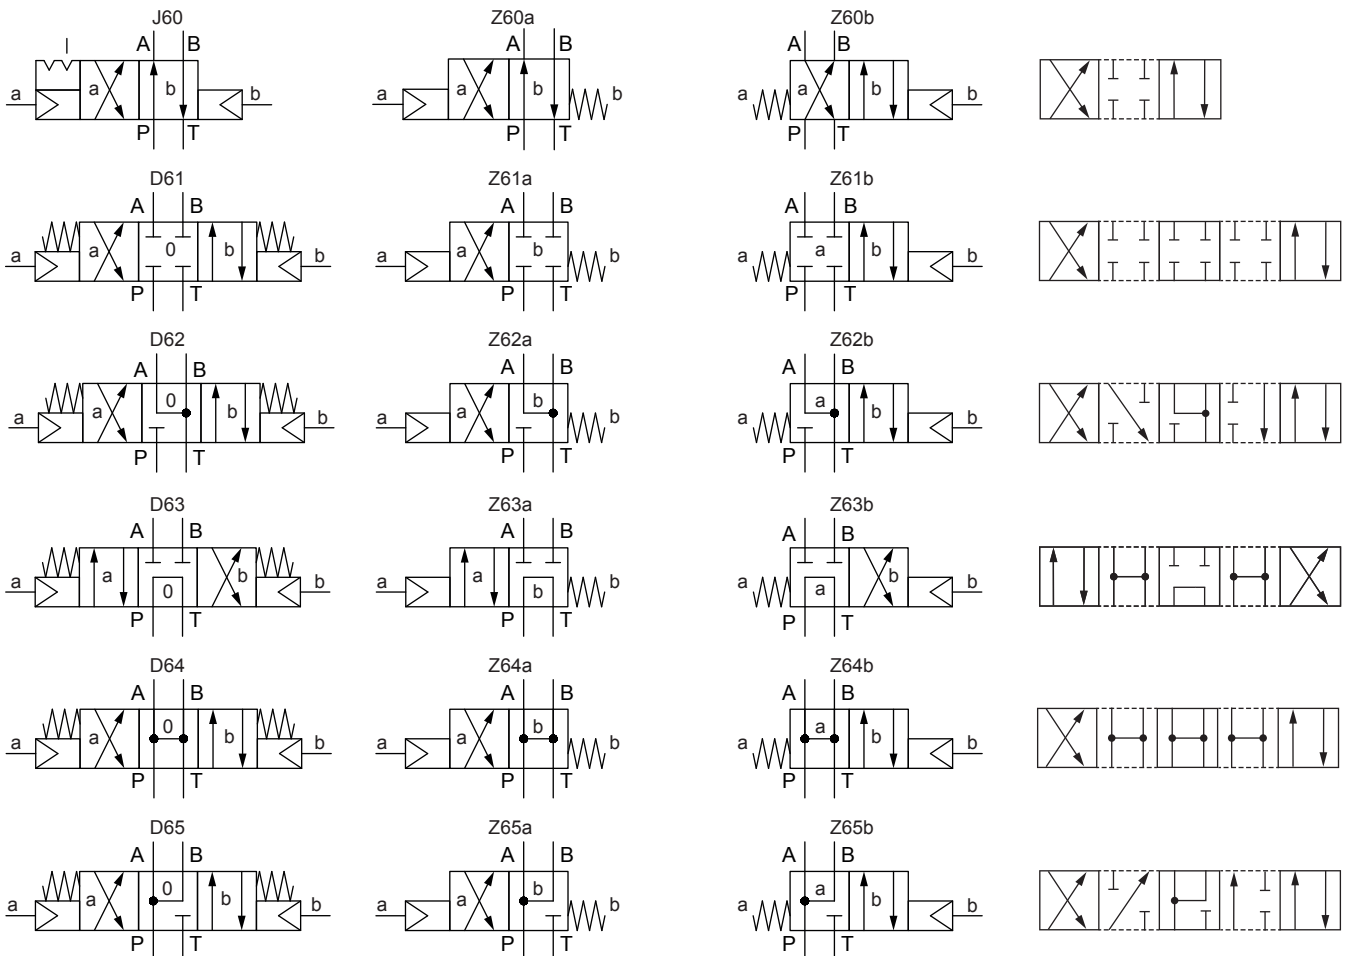 J60 Z60a Z60b
A B A B A B
a a b b a a b b a a b b
P T P T P T
D61 Z61a Z61b
A B A B A B
a a 0 b b a a b b a a b b
P T P T P T
D62 Z62a Z62b
A B A B A B
a a 0 b b a a b b a a b b
P T P T P T
D63 Z63a Z63b
A B A B A B
a a 0 b b a a b b a a b b
P T P T P T
D64 Z64a Z64b
A B A B A B
a a 0 b b a a b b a a b b
P T P T P T
D65 Z65a Z65b
A B A B A B
a a 0 b b a a b b a a b b
P T P T P T